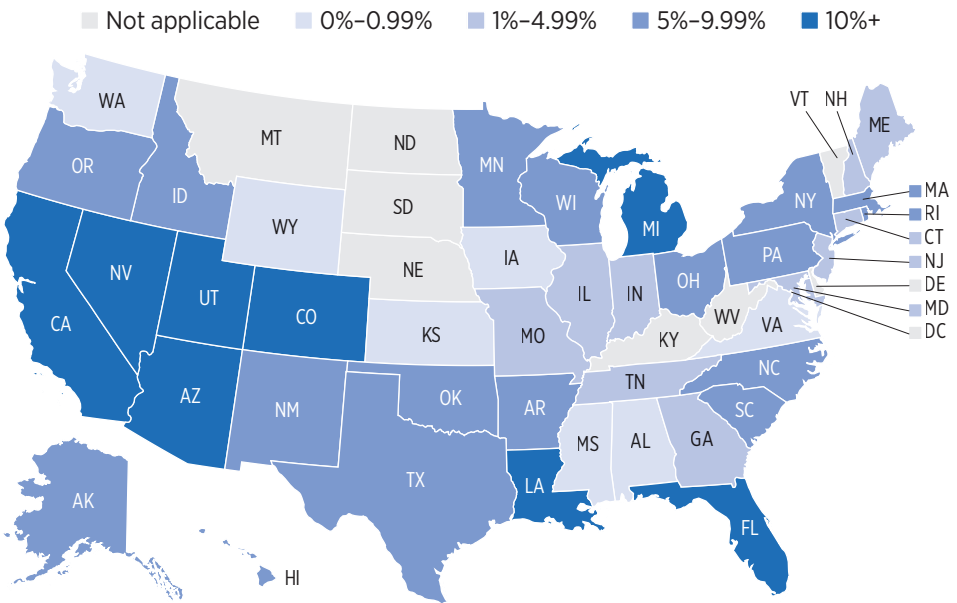 Not applicable 0%–0.99% 1%–4.99% 5%–9.99% 10%+
WA
VT NH
ME
MT
ND
OR
MN
ID
SD
WI
NY
MA
WY
MI
RI
CT
IA
PA
NJ
NE
NV
OH
DE
UT
IL
IN
MD
CO
WV
DC
CA
VA
KS
MO
KY
NC
TN
AZ
OK
NM
AR
SC
MS
AL
GA
TX
LA
AK
FL
HI